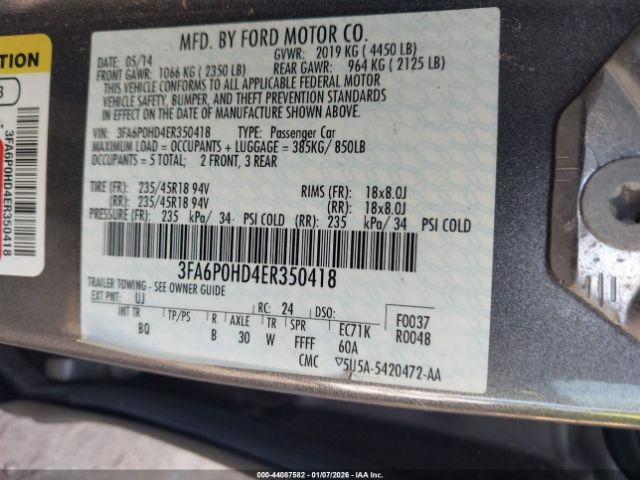 MFD. BY FORD MOTOR CO.
DATE: 05/14 GVWR: 2019 KG ( 4450 LB)
FRONT GAWR: 1066 KG ( 2350 LB) REAR GAWR: 964 KG ( 2125 LB)
THIS VEHICLE CONFORMS TO ALL APPLICABLE FEDERAL MOTOR
VEHICLE SAFETY, BUMPER, AND THEFT PREVENTION STANDARDS
IN EFFECT ON THE DATE OF MANUFACTURE SHOWN ABOVE.
VIN: 3FA6P0HD4ER350418 TYPE: Passenger Car
MAXIMUM LOAD = OCCUPANTS + LUGGAGE = 385KG/ 850LB
OCCUPANTS = 5 TOTAL; 2 FRONT, 3 REAR
TIRE (FR): 235/45R18 94V RIMS (FR): 18x8.0J
(RR): 235/45R18 94V (RR): 18x8.0J
PRESSURE (FR): 235 kPa/ 34 PSI COLD (RR): 235 kPa/ 34 PSI COLD
3FA6P0HD4ER350418
TRAILER TOWING - SEE OWNER GUIDE
EXT PNT: UJ RC: 24 DSO: F0037
INT TR TP/PS R AXLE TR SPR EC71K R0048
BQ B 30 W FFFF 60A
CMC ▽5U5A-5420472-AA
TION
3
3FA6P0HD4ER350418
000-44087582 | 01/07/2026 | IAA Inc.